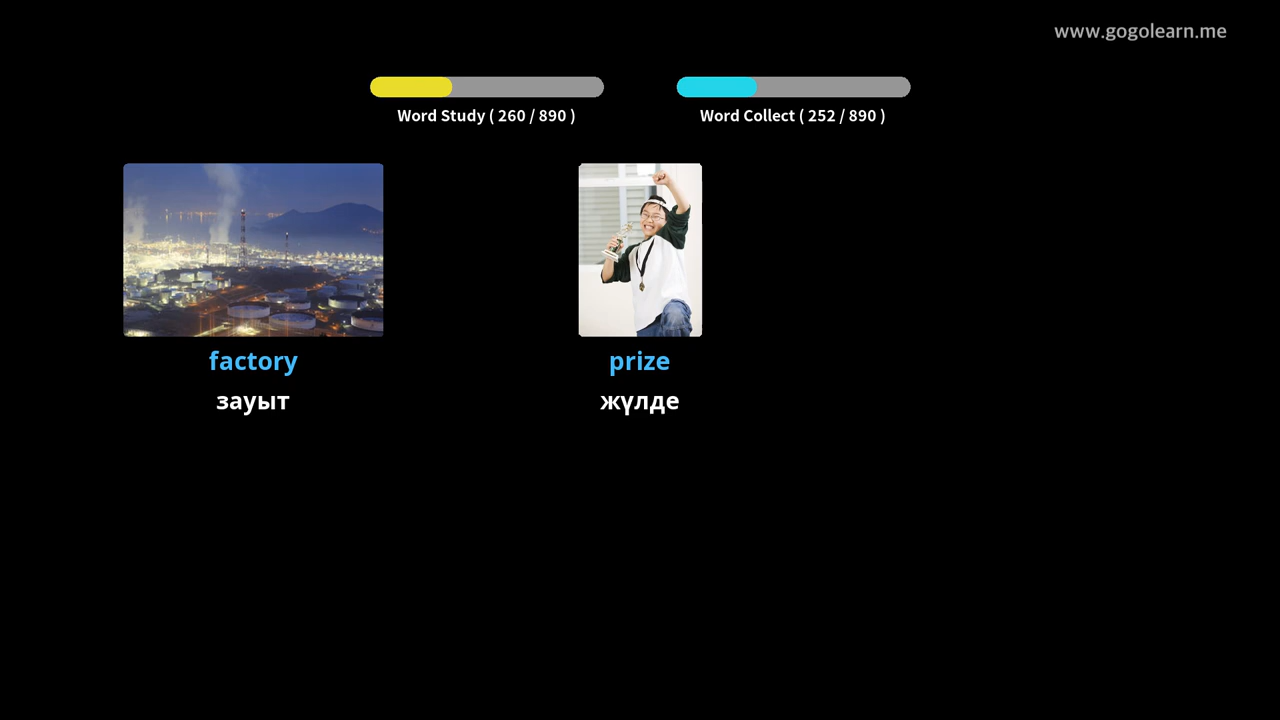 www.gogolearn.me
Word Study ( 260 / 890 )
Word Collect ( 252 / 890 )
factory
зауыт
prize
жүлде